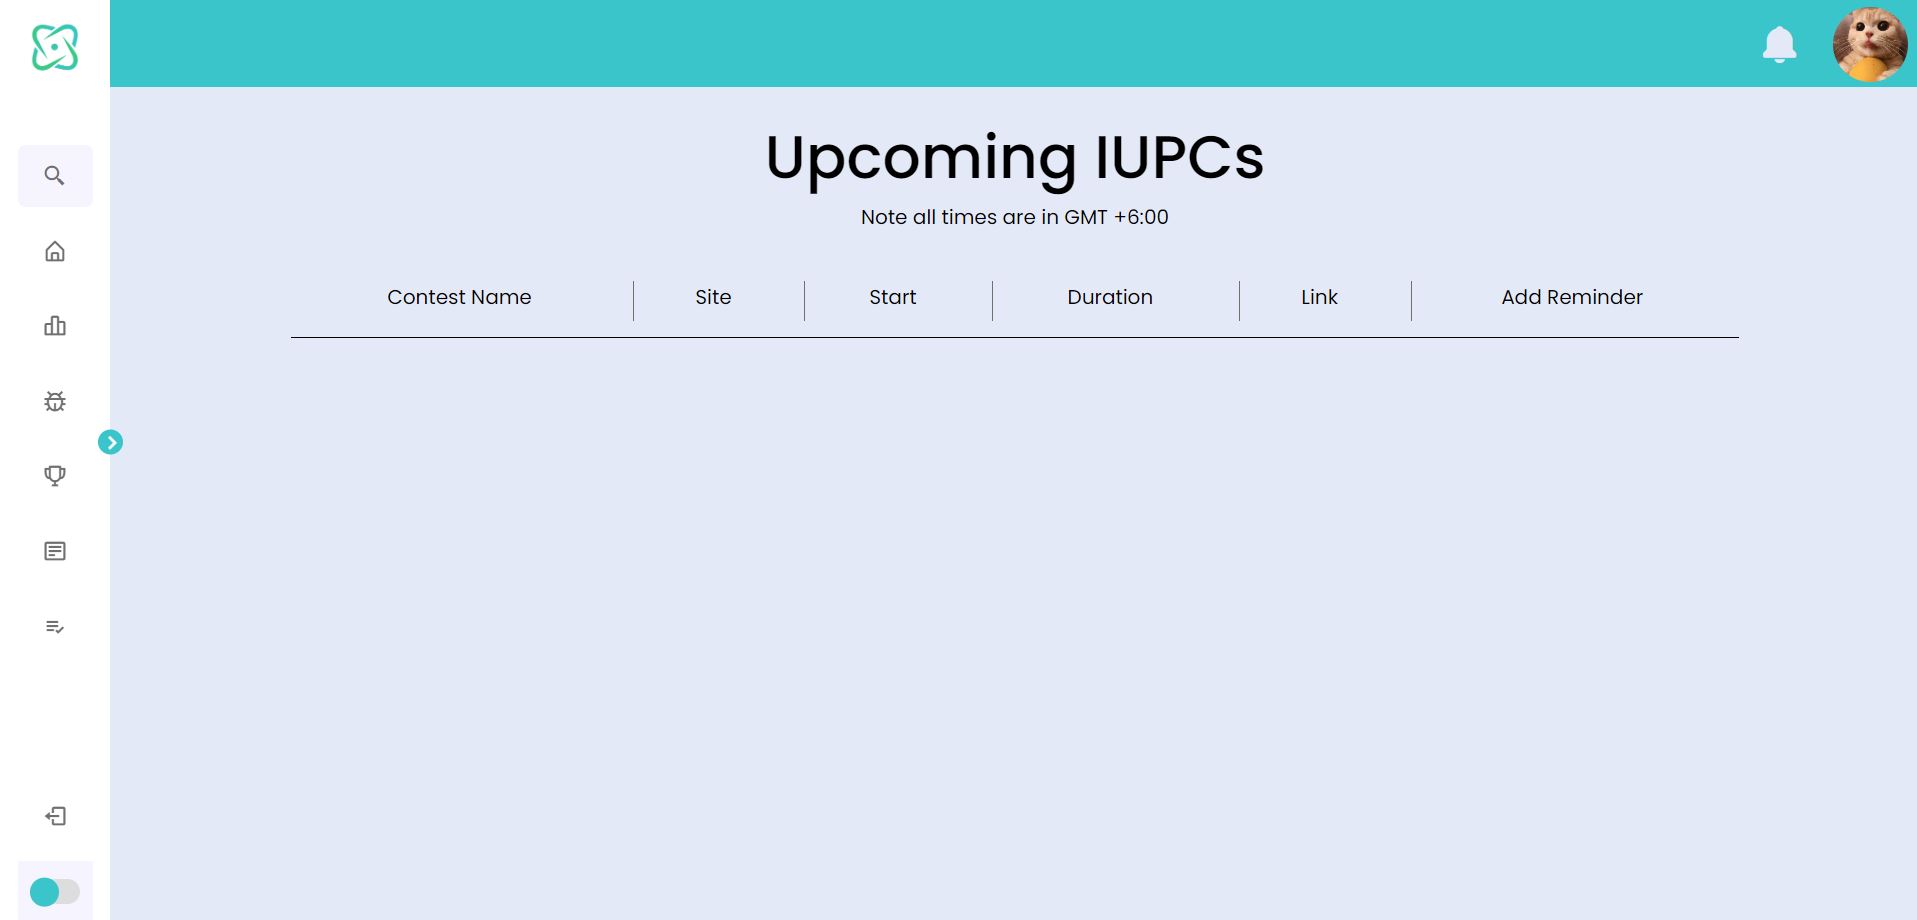 Upcoming IUPCs
Note all times are in GMT +6:00
Contest Name Site Start Duration Link Add Reminder